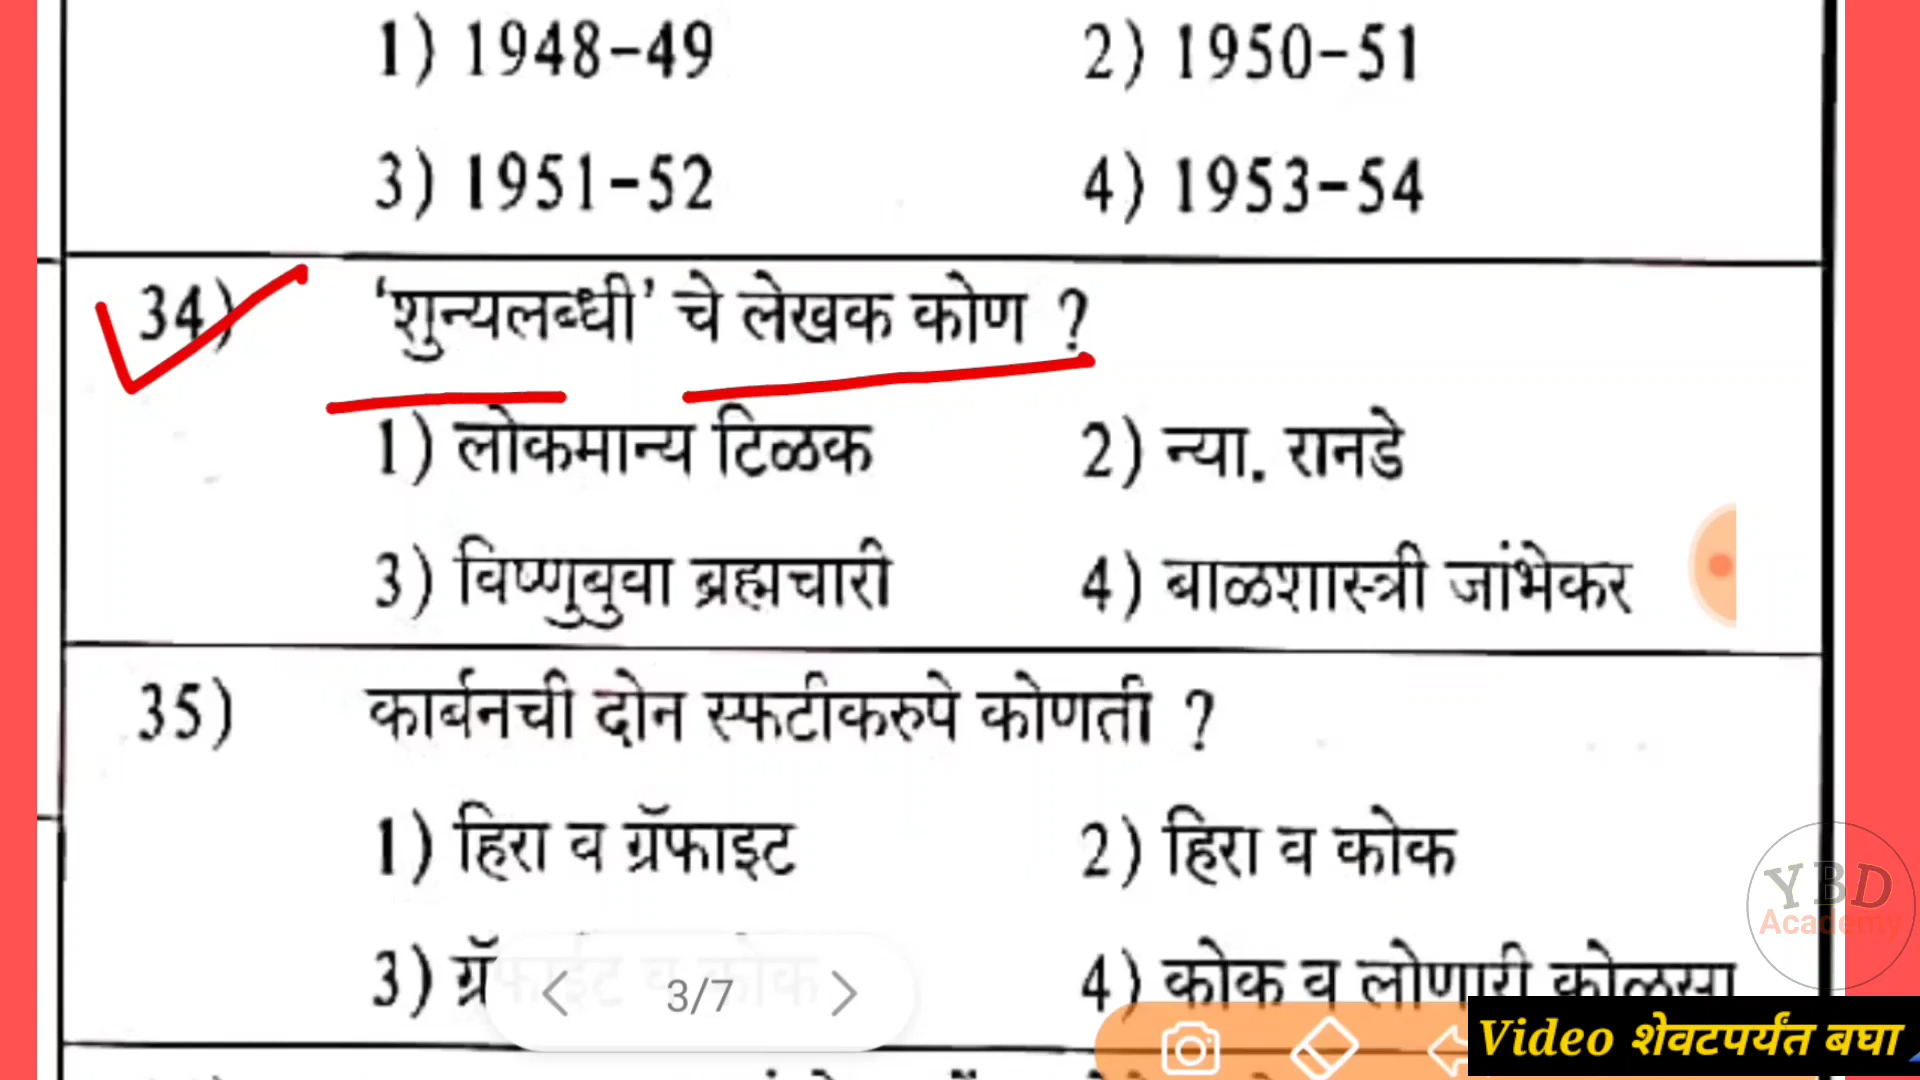 1) 1948-49 2) 1950-51
3) 1951-52 4) 1953-54
34) ‘शुन्यलब्धी’ चे लेखक कोण ?
1) लोकमान्य टिळक 2) न्या. रानडे
3) विष्णुबुवा ब्रह्मचारी 4) बाळशास्त्री जांभेकर
35) कार्बनची दोन स्फटीकरुपे कोणती ?
1) हिरा व ग्रॅफाइट 2) हिरा व कोक
3) ग्रॅफाईट व कोक 4) कोक व लोणारी कोळसा
3/7
YBD
Academy
Video शेवटपर्यंत बघा